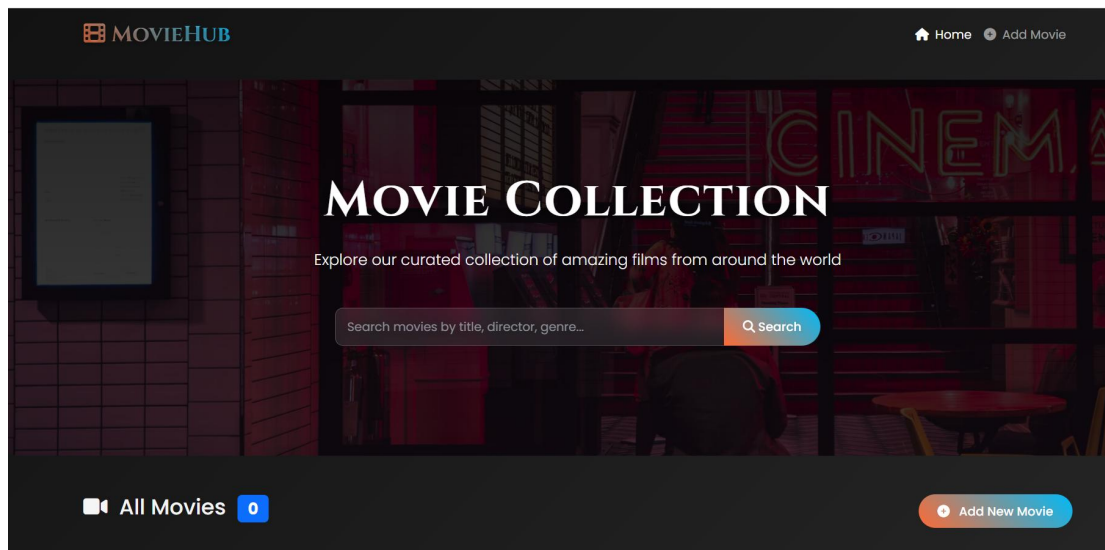 MOVIEHUB
Home Add Movie
CINEMA
MOVIE COLLECTION
Explore our curated collection of amazing films from around the world
Search movies by title, director, genre...
Search
All Movies 0
Add New Movie